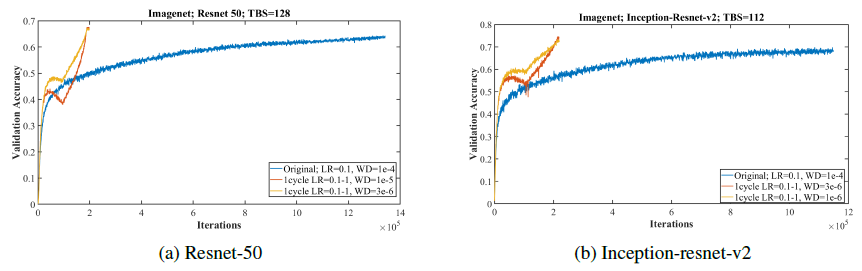 Imagenet; Resnet 50; TBS=128
0.7
0.6
0.5
0.4
0.3
0.2
0.1
0
Validation Accuracy
Original; LR=0.1, WD=1e-4
1cycle LR=0.1-1, WD=1e-5
1cycle LR=0.1-1, WD=3e-6
0 2 4 6 8 10 12 14
Iterations
×10^5
(a) Resnet-50
Imagenet; Inception-Resnet-v2; TBS=112
0.8
0.7
0.6
0.5
0.4
0.3
0.2
0.1
0
Validation Accuracy
Original; LR=0.1, WD=1e-4
1cycle LR=0.1-1, WD=3e-6
1cycle LR=0.1-1, WD=1e-6
0 2 4 6 8 10 12
Iterations
×10^5
(b) Inception-resnet-v2